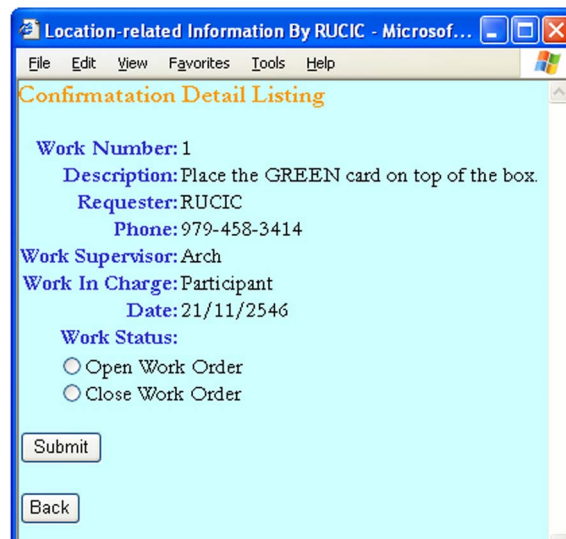 Location-related Information By RUCIC - Microsof...
File Edit View Favorites Tools Help
Confirmatation Detail Listing
Work Number: 1
Description: Place the GREEN card on top of the box.
Requester: RUCIC
Phone: 979-458-3414
Work Supervisor: Arch
Work In Charge: Participant
Date: 21/11/2546
Work Status:
Open Work Order
Close Work Order
Submit
Back